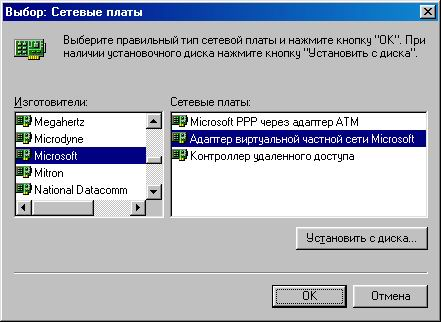 Выбор: Сетевые платы
Выберите правильный тип сетевой платы и нажмите кнопку "ОК". При
наличии установочного диска нажмите кнопку "Установить с диска".
Изготовители:
Megahertz
Microdyne
Microsoft
Mitron
National Datacomm
Сетевые платы:
Microsoft PPP через адаптер ATM
Адаптер виртуальной частной сети Microsoft
Контроллер удаленного доступа
Установить с диска...
ОК
Отмена